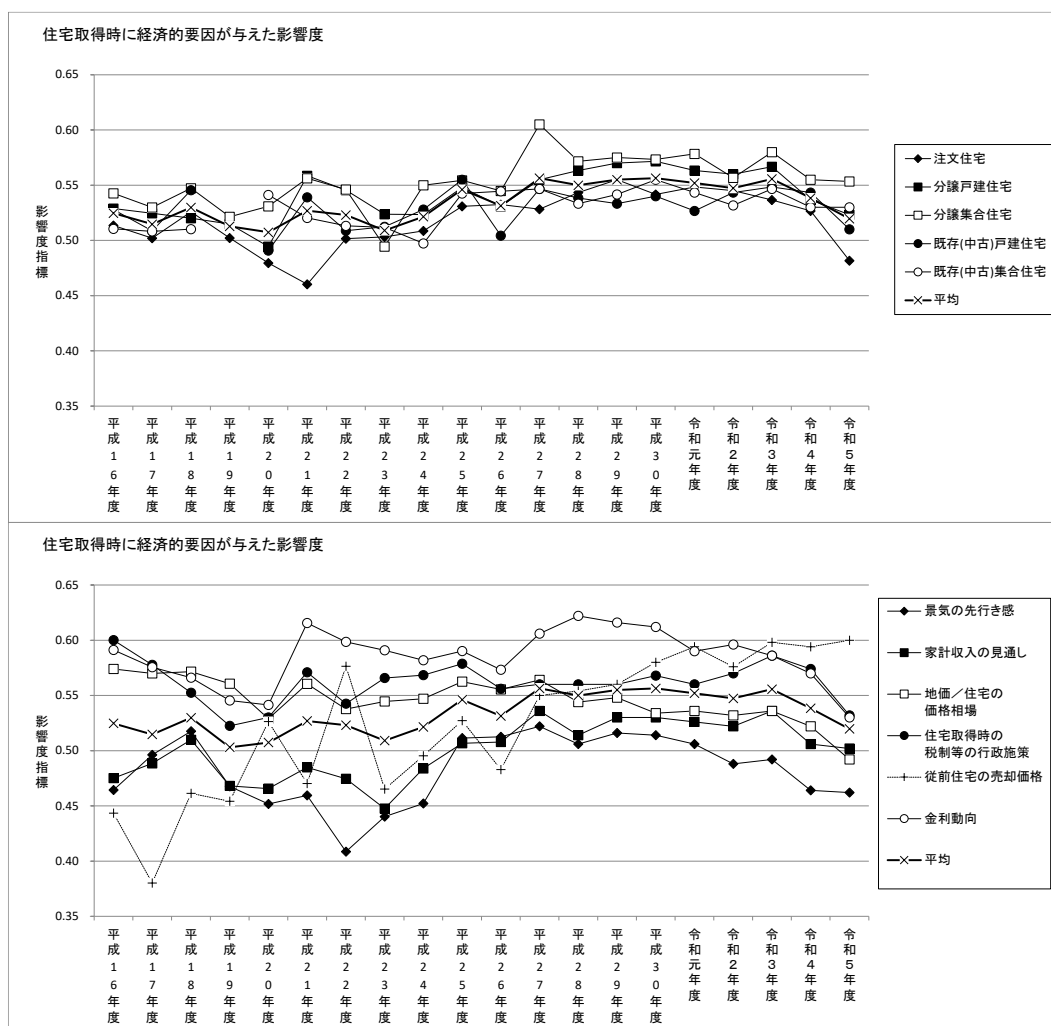 住宅取得時に経済的要因が与えた影響度
0.65
0.60
0.55
0.50
0.45
0.40
0.35
影響度指標
平成16年度
平成17年度
平成18年度
平成19年度
平成20年度
平成21年度
平成22年度
平成23年度
平成24年度
平成25年度
平成26年度
平成27年度
平成28年度
平成29年度
平成30年度
令和元年度
令和2年度
令和3年度
令和4年度
令和5年度
注文住宅
分譲戸建住宅
分譲集合住宅
既存(中古)戸建住宅
既存(中古)集合住宅
平均
住宅取得時に経済的要因が与えた影響度
0.65
0.60
0.55
0.50
0.45
0.40
0.35
影響度指標
平成16年度
平成17年度
平成18年度
平成19年度
平成20年度
平成21年度
平成22年度
平成23年度
平成24年度
平成25年度
平成26年度
平成27年度
平成28年度
平成29年度
平成30年度
令和元年度
令和2年度
令和3年度
令和4年度
令和5年度
景気の先行き感
家計収入の見通し
地価／住宅の
価格相場
住宅取得時の
税制等の行政施策
従前住宅の売却価格
金利動向
平均